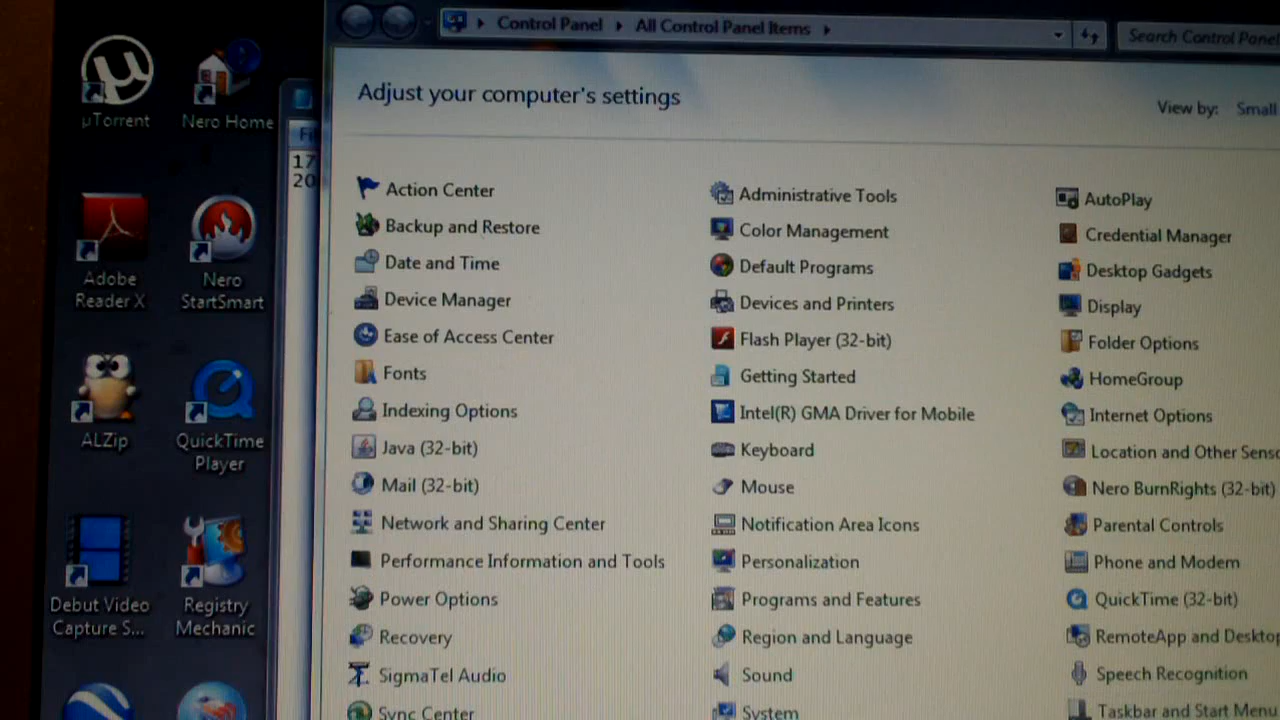 Control Panel
All Control Panel Items
Search Control Panel
µTorrent
Nero Home
Adjust your computer's settings
View by: Small
17
20
Action Center
Administrative Tools
AutoPlay
Backup and Restore
Color Management
Credential Manager
Adobe
Reader X
Nero
StartSmart
Date and Time
Default Programs
Desktop Gadgets
Device Manager
Devices and Printers
Display
Ease of Access Center
Flash Player (32-bit)
Folder Options
Fonts
Getting Started
HomeGroup
ALZip
QuickTime
Player
Indexing Options
Intel(R) GMA Driver for Mobile
Internet Options
Java (32-bit)
Keyboard
Location and Other Senso
Mail (32-bit)
Mouse
Nero BurnRights (32-bit)
Network and Sharing Center
Notification Area Icons
Parental Controls
Performance Information and Tools
Personalization
Phone and Modem
Debut Video
Capture S...
Registry
Mechanic
Power Options
Programs and Features
QuickTime (32-bit)
Recovery
Region and Language
RemoteApp and Desktop
SigmaTel Audio
Sound
Speech Recognition
Sync Center
System
Taskbar and Start Menu